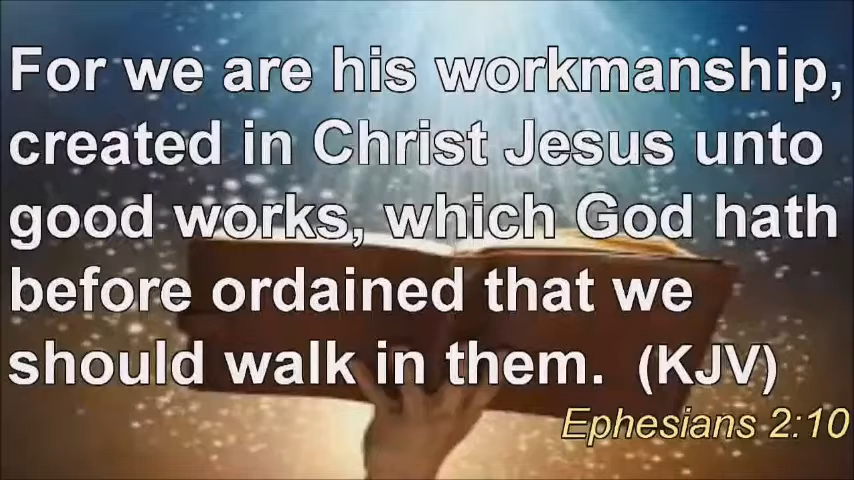 For we are his workmanship,
created in Christ Jesus unto
good works, which God hath
before ordained that we
should walk in them. (KJV)
Ephesians 2:10